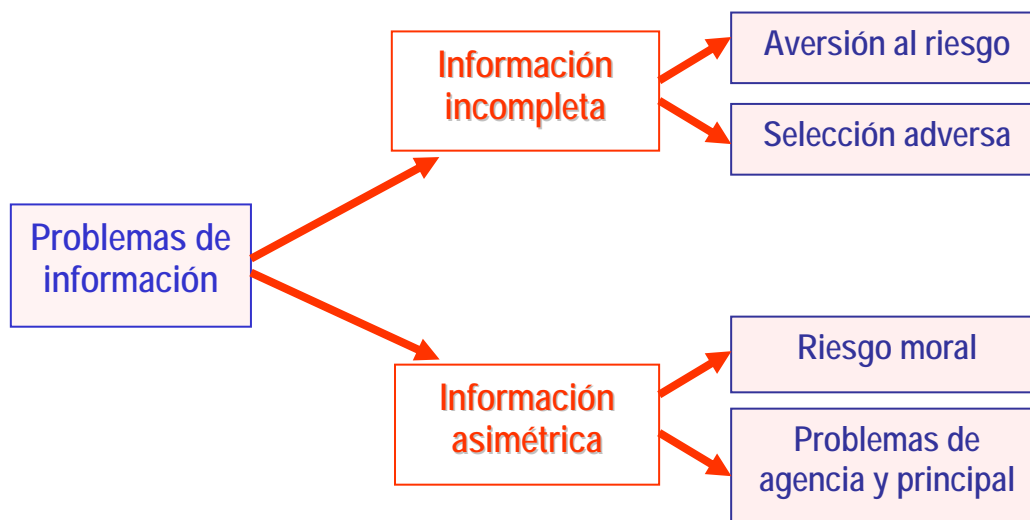 Problemas de
información
Información
incompleta
Aversión al riesgo
Selección adversa
Información
asimétrica
Riesgo moral
Problemas de
agencia y principal